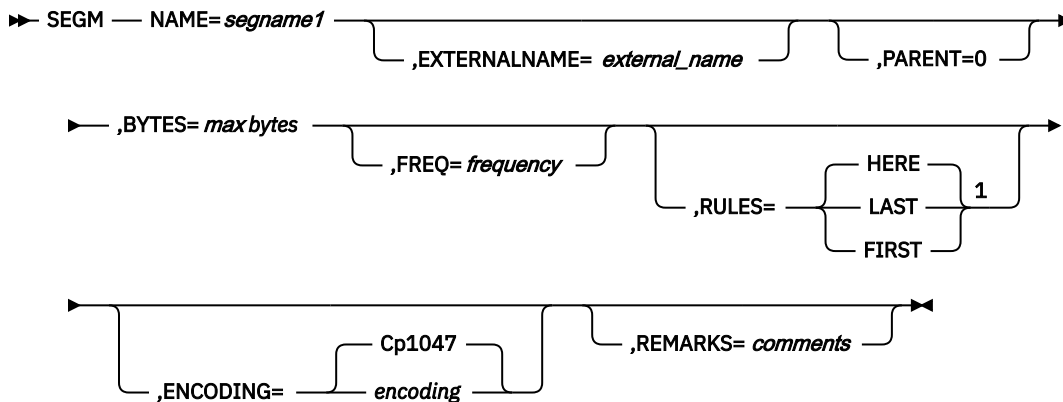 SEGM NAME= segname1
,EXTERNALNAME= external_name
,PARENT=0
,BYTES= max bytes
,FREQ= frequency
,RULES=
HERE
LAST
FIRST
1
,ENCODING=
Cp1047
encoding
,REMARKS= comments